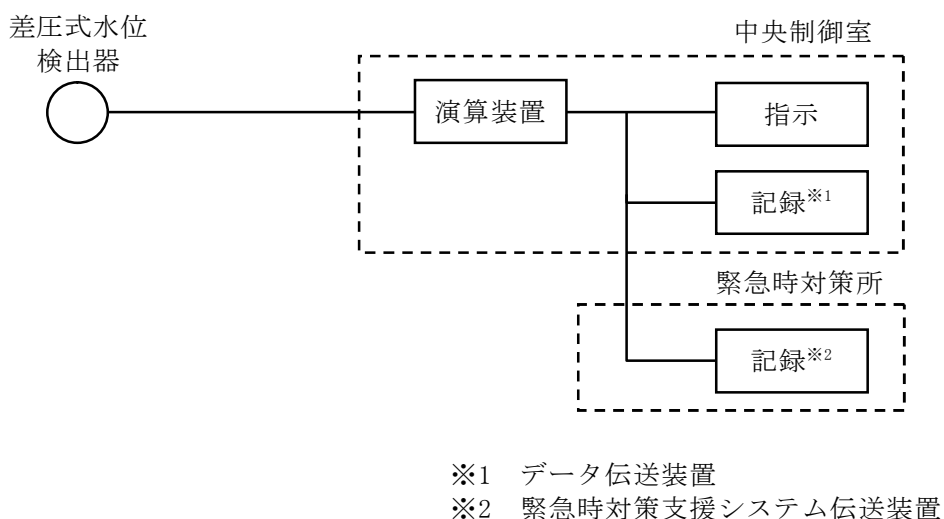 差圧式水位
検出器
中央制御室
演算装置
指示
記録※1
緊急時対策所
記録※2
※1 データ伝送装置
※2 緊急時対策支援システム伝送装置